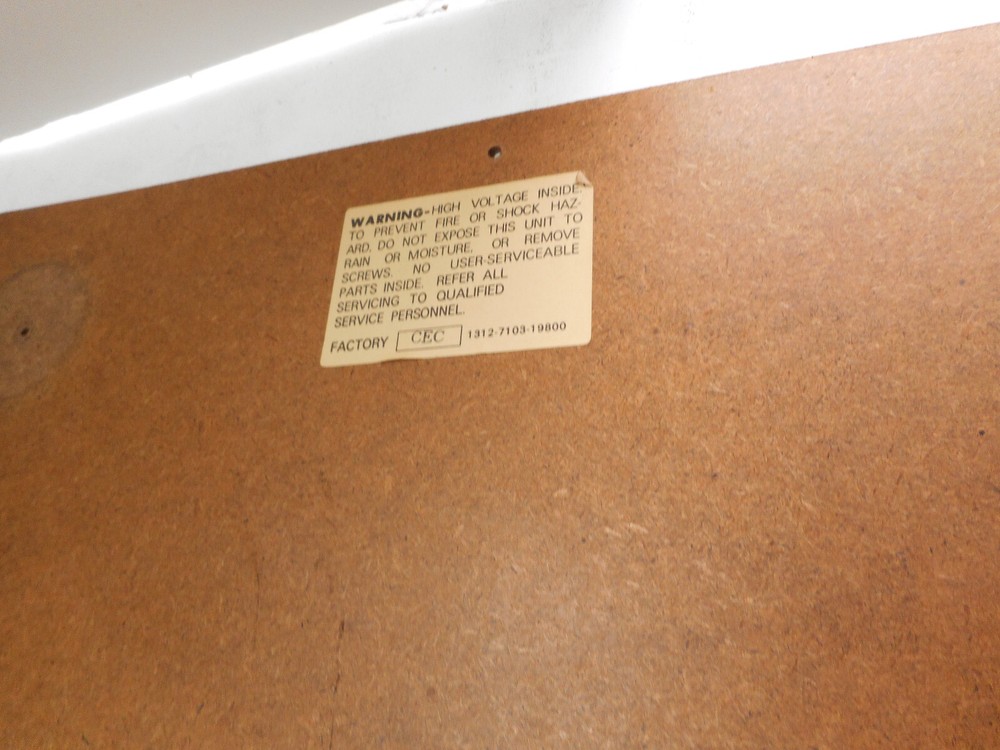 WARNING-HIGH VOLTAGE INSIDE.
TO PREVENT FIRE OR SHOCK HAZ-
ARD, DO NOT EXPOSE THIS UNIT TO
RAIN OR MOISTURE, OR REMOVE
SCREWS. NO USER-SERVICEABLE
PARTS INSIDE. REFER ALL
SERVICING TO QUALIFIED
SERVICE PERSONNEL.
FACTORY CEC 1312-7103-19800